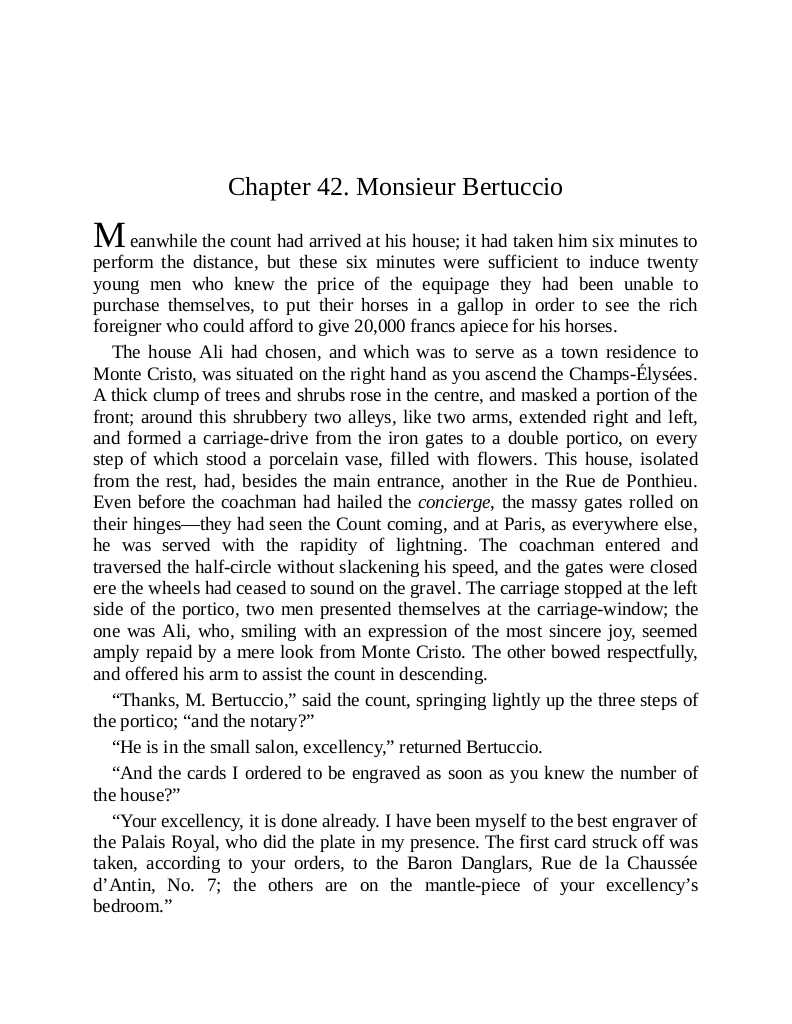 Chapter 42. Monsieur Bertuccio
Meanwhile the count had arrived at his house; it had taken him six minutes to
perform the distance, but these six minutes were sufficient to induce twenty
young men who knew the price of the equipage they had been unable to
purchase themselves, to put their horses in a gallop in order to see the rich
foreigner who could afford to give 20,000 francs apiece for his horses.
The house Ali had chosen, and which was to serve as a town residence to
Monte Cristo, was situated on the right hand as you ascend the Champs-Élysées.
A thick clump of trees and shrubs rose in the centre, and masked a portion of the
front; around this shrubbery two alleys, like two arms, extended right and left,
and formed a carriage-drive from the iron gates to a double portico, on every
step of which stood a porcelain vase, filled with flowers. This house, isolated
from the rest, had, besides the main entrance, another in the Rue de Ponthieu.
Even before the coachman had hailed the concierge, the massy gates rolled on
their hinges—they had seen the Count coming, and at Paris, as everywhere else,
he was served with the rapidity of lightning. The coachman entered and
traversed the half-circle without slackening his speed, and the gates were closed
ere the wheels had ceased to sound on the gravel. The carriage stopped at the left
side of the portico, two men presented themselves at the carriage-window; the
one was Ali, who, smiling with an expression of the most sincere joy, seemed
amply repaid by a mere look from Monte Cristo. The other bowed respectfully,
and offered his arm to assist the count in descending.
“Thanks, M. Bertuccio,” said the count, springing lightly up the three steps of
the portico; “and the notary?”
“He is in the small salon, excellency,” returned Bertuccio.
“And the cards I ordered to be engraved as soon as you knew the number of
the house?”
“Your excellency, it is done already. I have been myself to the best engraver of
the Palais Royal, who did the plate in my presence. The first card struck off was
taken, according to your orders, to the Baron Danglars, Rue de la Chaussée
d’Antin, No. 7; the others are on the mantle-piece of your excellency’s
bedroom.”